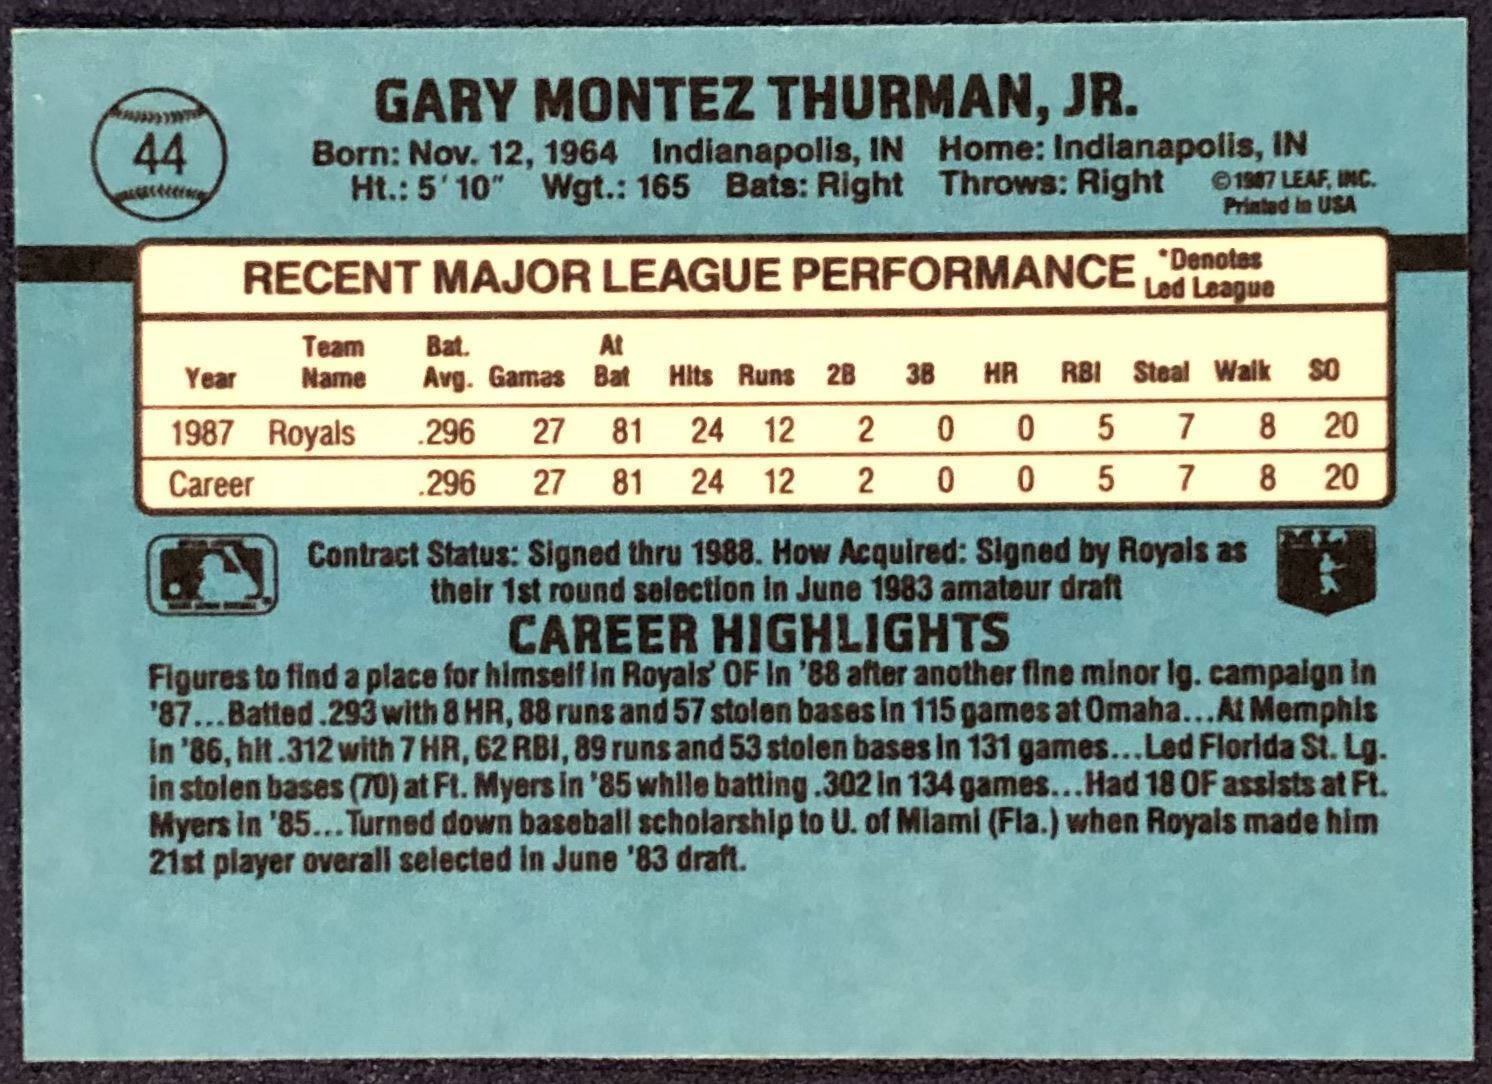 44
GARY MONTEZ THURMAN, JR.
Born: Nov. 12, 1964 Indianapolis, IN Home: Indianapolis, IN
Ht.: 5'10" Wgt.: 165 Bats: Right Throws: Right ©1987 LEAF, INC.
Printed in USA
RECENT MAJOR LEAGUE PERFORMANCE *Denotes
Led League
Year Team Name Bat. Avg. Games At Bat Hits Runs 2B 3B HR RBI Steal Walk SO
1987 Royals .296 27 81 24 12 2 0 0 5 7 8 20
Career .296 27 81 24 12 2 0 0 5 7 8 20
Contract Status: Signed thru 1988. How Acquired: Signed by Royals as
their 1st round selection in June 1983 amateur draft
CAREER HIGHLIGHTS
Figures to find a place for himself in Royals' OF in '88 after another fine minor lg. campaign in
'87...Batted .293 with 8 HR, 88 runs and 57 stolen bases in 115 games at Omaha...At Memphis
in '86, hit .312 with 7 HR, 62 RBI, 89 runs and 53 stolen bases in 131 games...Led Florida St. Lg.
in stolen bases (70) at Ft. Myers in '85 while batting .302 in 134 games...Had 18 OF assists at Ft.
Myers in '85...Turned down baseball scholarship to U. of Miami (Fla.) when Royals made him
21st player overall selected in June '83 draft.